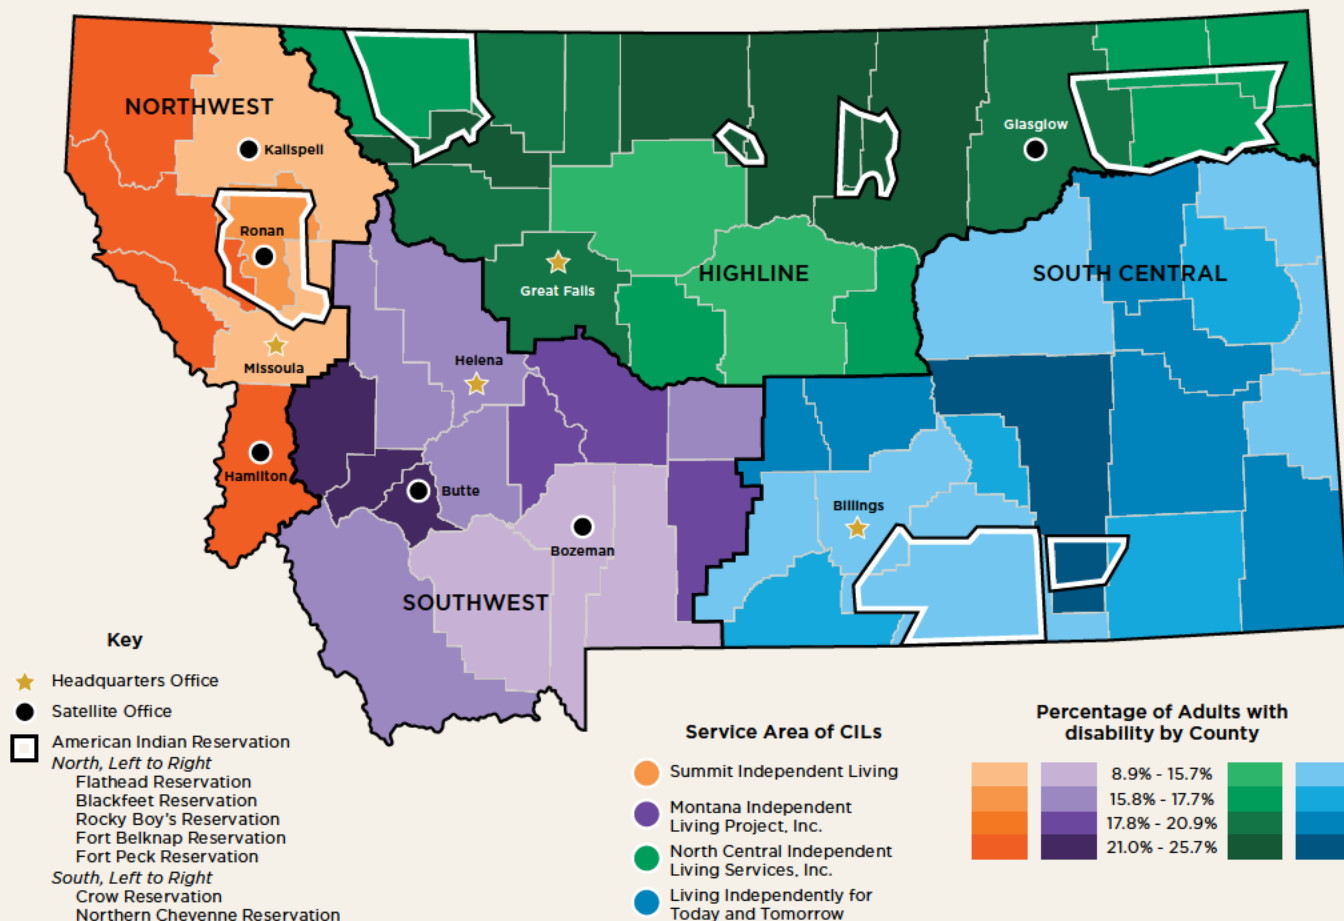 NORTHWEST
Kalispell
Ronan
Missoula
Hamilton
Glasglow
Great Falls
HIGHLINE
SOUTH CENTRAL
Helena
Butte
Bozeman
SOUTHWEST
Billings
Key
Headquarters Office
Satellite Office
American Indian Reservation
North, Left to Right
Flathead Reservation
Blackfeet Reservation
Rocky Boy's Reservation
Fort Belknap Reservation
Fort Peck Reservation
South, Left to Right
Crow Reservation
Northern Cheyenne Reservation
Service Area of CILs
Summit Independent Living
Montana Independent
Living Project, Inc.
North Central Independent
Living Services, Inc.
Living Independently for
Today and Tomorrow
Percentage of Adults with
disability by County
8.9% - 15.7%
15.8% - 17.7%
17.8% - 20.9%
21.0% - 25.7%